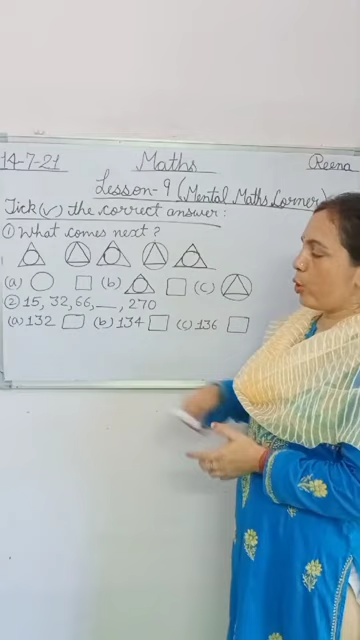 14-7-21 Maths Reena
Lesson-9 (Mental Maths Corner)
Tick (✓) the correct answer:
① What comes next?
(a) (b) (c)
② 15, 32, 66, __, 270
(a) 132 (b) 134 (c) 136